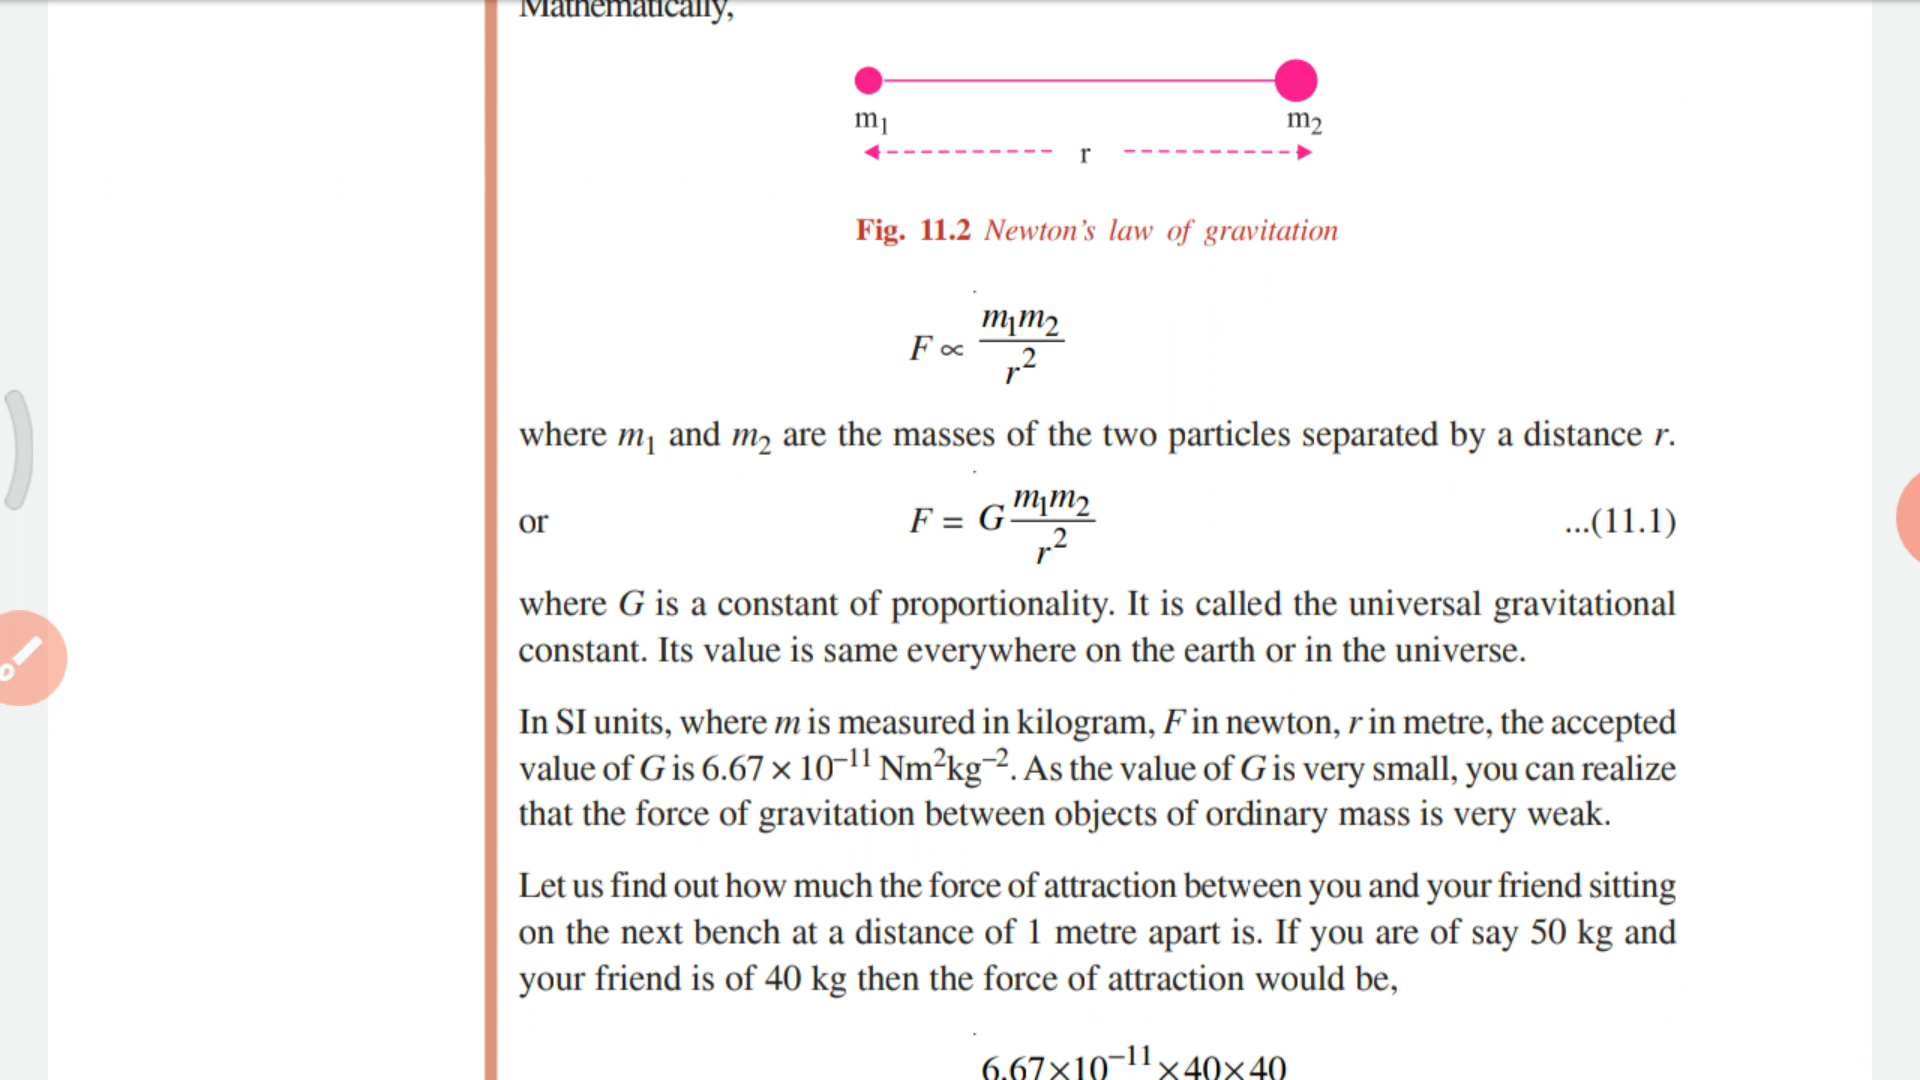 Mathematically,
m₁ m₂
r
Fig. 11.2 Newton's law of gravitation
F ∝ m₁m₂ / r²
where m₁ and m₂ are the masses of the two particles separated by a distance r.
or F = G m₁m₂ / r² ...(11.1)
where G is a constant of proportionality. It is called the universal gravitational
constant. Its value is same everywhere on the earth or in the universe.
In SI units, where m is measured in kilogram, F in newton, r in metre, the accepted
value of G is 6.67 × 10⁻¹¹ Nm²kg⁻². As the value of G is very small, you can realize
that the force of gravitation between objects of ordinary mass is very weak.
Let us find out how much the force of attraction between you and your friend sitting
on the next bench at a distance of 1 metre apart is. If you are of say 50 kg and
your friend is of 40 kg then the force of attraction would be,
6.67×10⁻¹¹×40×40